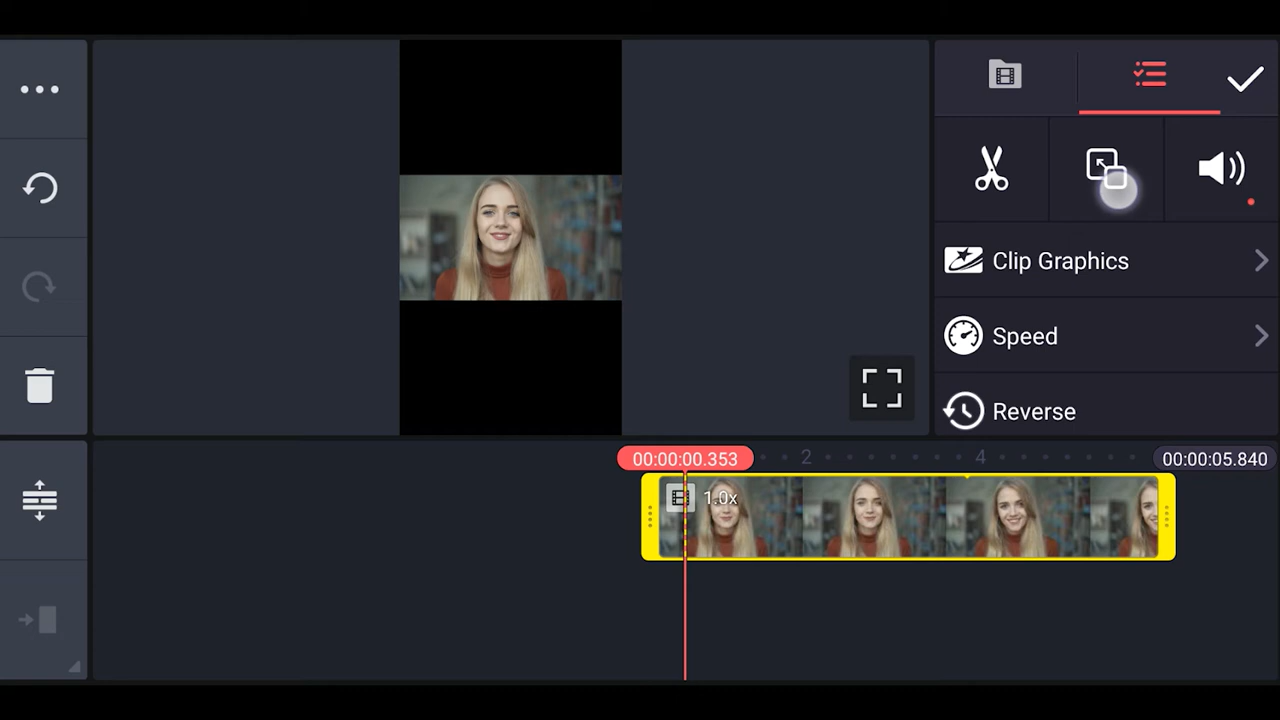 Clip Graphics
Speed
Reverse
00:00:00.353
2
4
00:00:05.840
1.0x